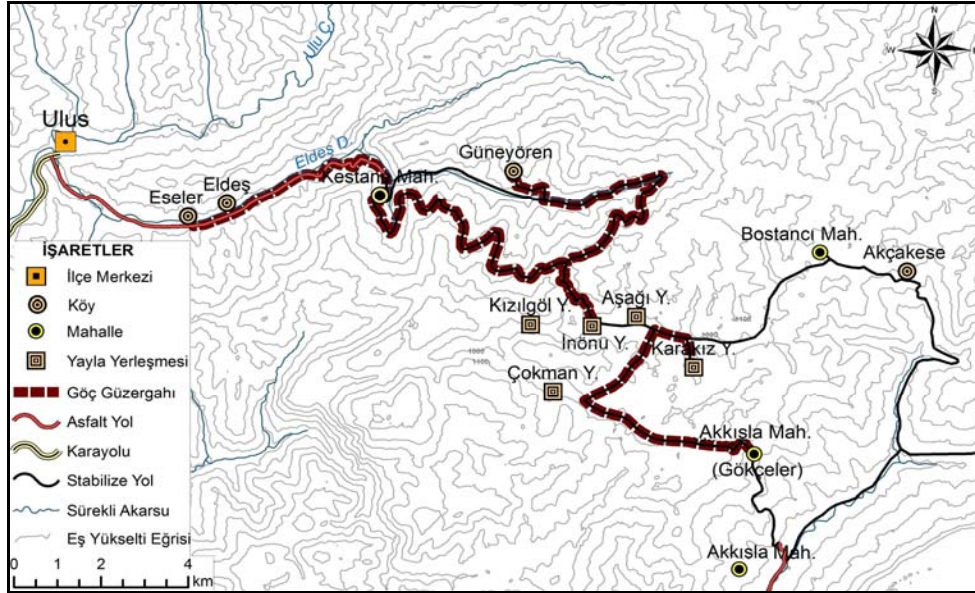 N
W
S
Ulu Ç.
Ulus
Eldeş D.
Güneyören
Kestane Mah.
Eldeş
Eseler
Bostancı Mah.
Akçakese
İŞARETLER
İlçe Merkezi
Köy
Mahalle
Yayla Yerleşmesi
Göç Güzergahı
Asfalt Yol
Karayolu
Stabilize Yol
Sürekli Akarsu
Eş Yükselti Eğrisi
Kızılgöl Y.
Aşağı Y.
İnönü Y.
Karakız Y.
Çokman Y.
Akkışla Mah.
(Gökçeler)
Akkışla Mah.
0 1 2 4
km